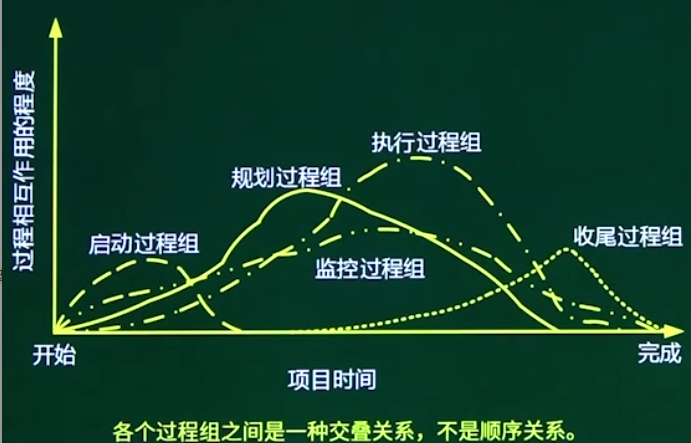 过程相互作用的程度
执行过程组
规划过程组
启动过程组
收尾过程组
监控过程组
开始
完成
项目时间
各个过程组之间是一种交叠关系，不是顺序关系。